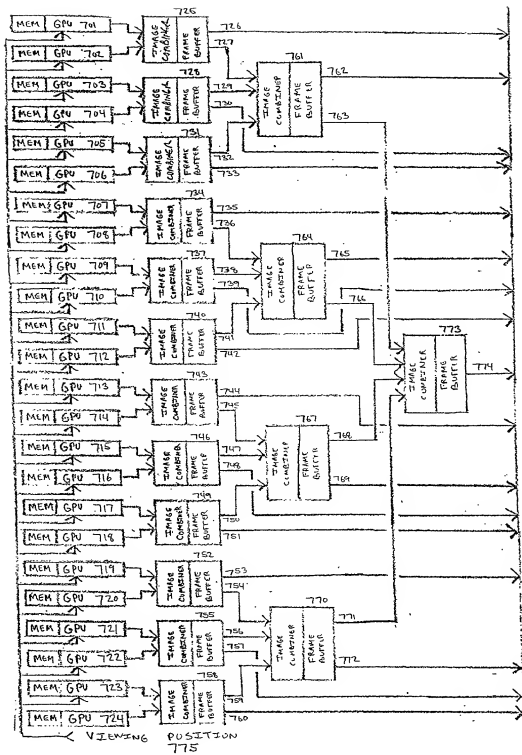 MEM GPU 701
MEM GPU 702
MEM GPU 703
MEM GPU 704
MEM GPU 705
MEM GPU 706
MEM GPU 707
MEM GPU 708
MEM GPU 709
MEM GPU 710
MEM GPU 711
MEM GPU 712
MEM GPU 713
MEM GPU 714
MEM GPU 715
MEM GPU 716
MEM GPU 717
MEM GPU 718
MEM GPU 719
MEM GPU 720
MEM GPU 721
MEM GPU 722
MEM GPU 723
MEM GPU 724
VIEWING POSITION
775
725
IMAGE COMBINER
FRAME BUFFER
726
727
728
IMAGE COMBINER
FRAME BUFFER
729
730
731
IMAGE COMBINER
FRAME BUFFER
732
733
734
IMAGE COMBINER
FRAME BUFFER
735
736
737
IMAGE COMBINER
FRAME BUFFER
738
739
740
IMAGE COMBINER
FRAME BUFFER
741
742
743
IMAGE COMBINER
FRAME BUFFER
744
745
746
IMAGE COMBINER
FRAME BUFFER
747
748
749
IMAGE COMBINER
FRAME BUFFER
750
751
752
IMAGE COMBINER
FRAME BUFFER
753
754
755
IMAGE COMBINER
FRAME BUFFER
756
757
758
IMAGE COMBINER
FRAME BUFFER
759
760
761
IMAGE COMBINER
FRAME BUFFER
762
763
764
IMAGE COMBINER
FRAME BUFFER
765
766
767
IMAGE COMBINER
FRAME BUFFER
768
769
770
IMAGE COMBINER
FRAME BUFFER
771
772
773
IMAGE COMBINER
FRAME BUFFER
774